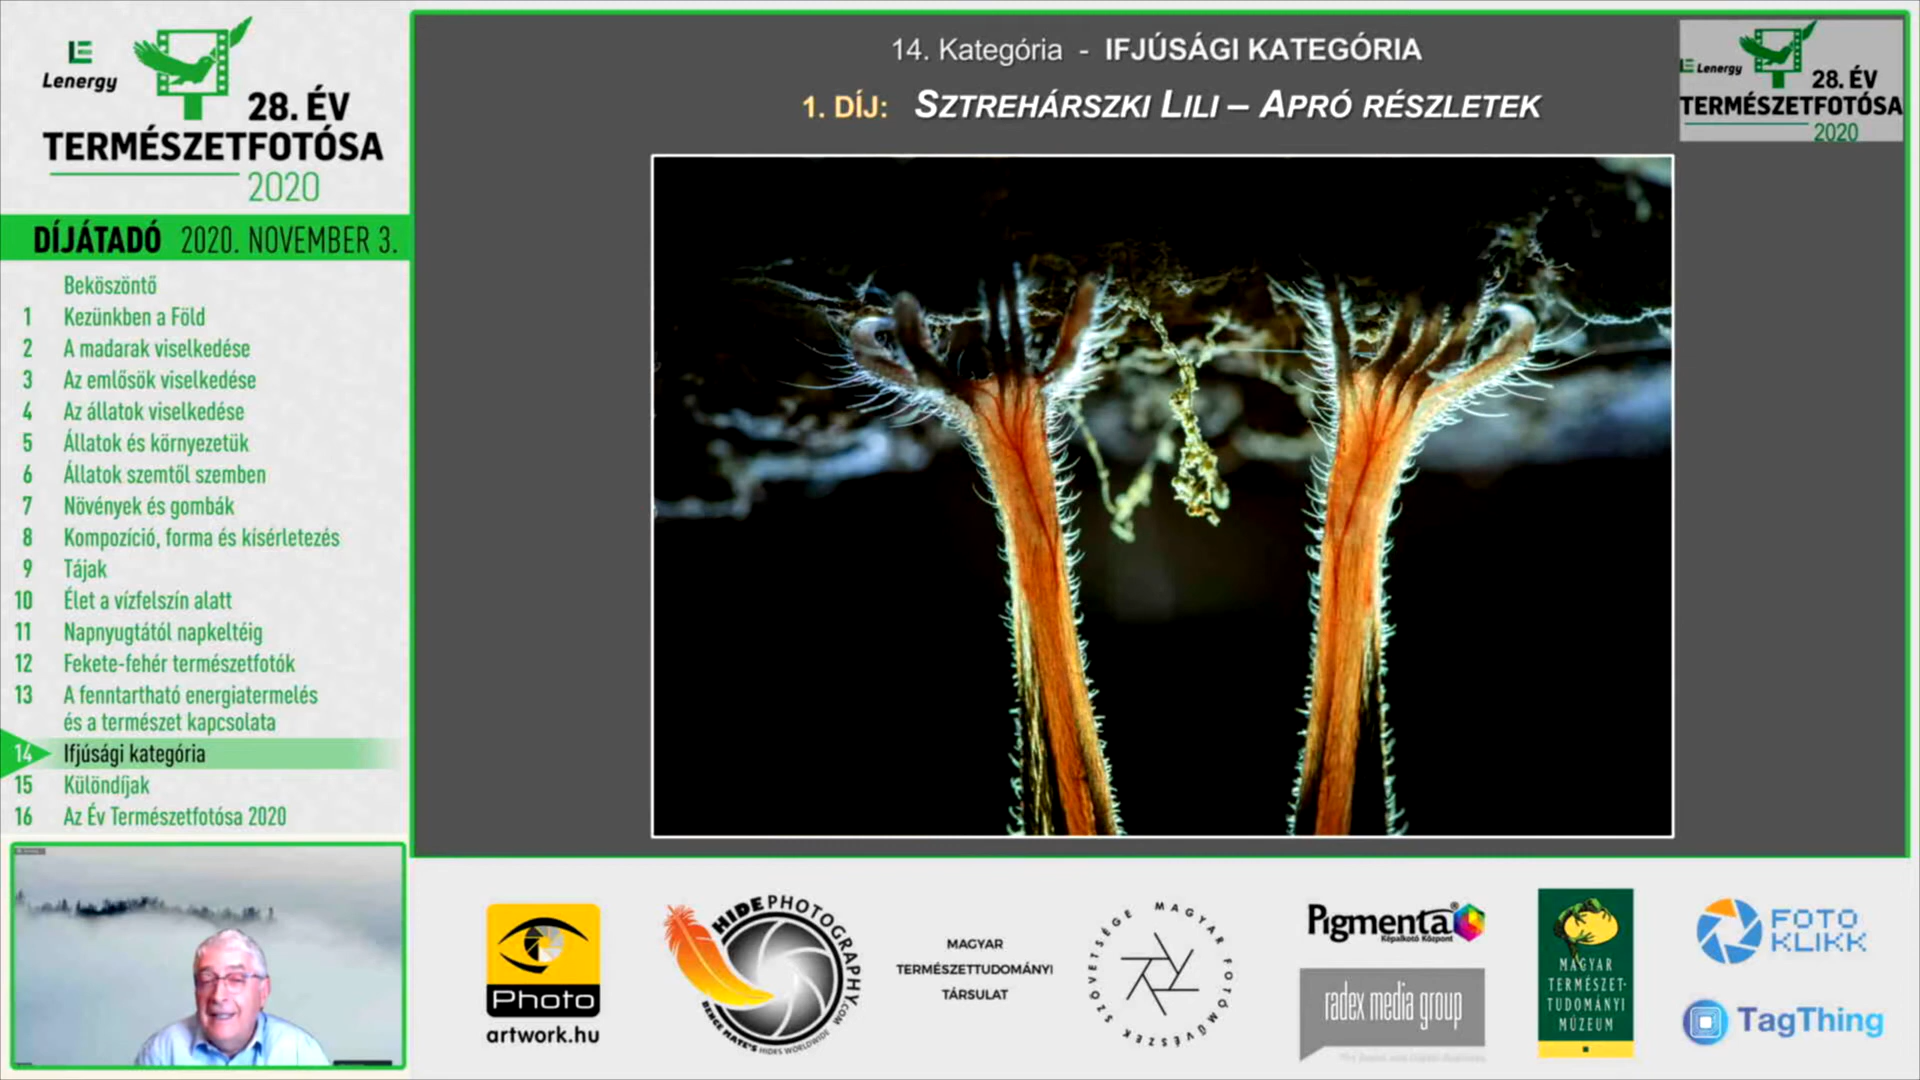 Lenergy
28. ÉV
TERMÉSZETFOTÓSA
2020
DÍJÁTADÓ 2020. NOVEMBER 3.
Beköszöntő
1 Kezünkben a Föld
2 A madarak viselkedése
3 Az emlősök viselkedése
4 Az állatok viselkedése
5 Állatok és környezetük
6 Állatok szemtől szemben
7 Növények és gombák
8 Kompozíció, forma és kísérletezés
9 Tájak
10 Élet a vízfelszín alatt
11 Napnyugtától napkeltéig
12 Fekete-fehér természetfotók
13 A fenntartható energiatermelés
és a természet kapcsolata
14 Ifjúsági kategória
15 Különdíjak
16 Az Év Természetfotósa 2020
14. Kategória - IFJÚSÁGI KATEGÓRIA
1. DÍJ: SZTREHÁRSZKI LILI – APRÓ RÉSZLETEK
Lenergy
28. ÉV
TERMÉSZETFOTÓSA
2020
Photo
artwork.hu
HIDEPHOTOGRAPHY.COM
BENCE MATE'S HIDES WORLDWIDE
MAGYAR
TERMÉSZETTUDOMÁNYI
TÁRSULAT
MAGYAR FOTÓMŰVÉSZEK SZÖVETSÉGE
Pigmenta®
Képalkotó Központ
radex media group
MAGYAR
TERMÉSZET-
TUDOMÁNYI
MÚZEUM
FOTO
KLIKK
TagThing